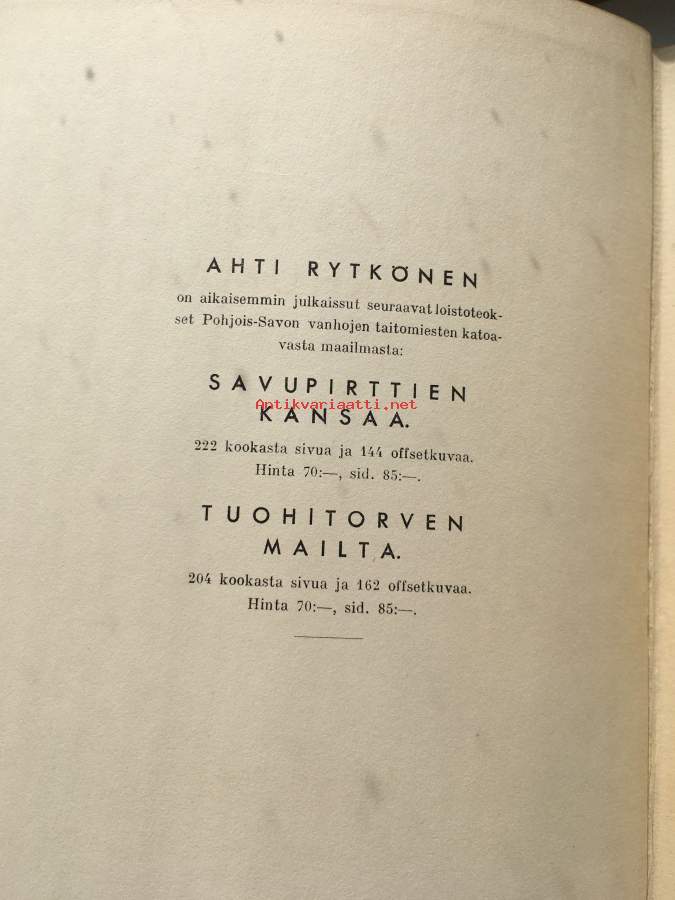 AHTI RYTKÖNEN
on aikaisemmin julkaissut seuraavat loistoteok-
set Pohjois-Savon vanhojen taitomiesten katoa-
vasta maailmasta:
SAVUPIRTTIEN
Antikvariaatti.net
KANSAA.
222 kookasta sivua ja 144 offsetkuvaa.
Hinta 70:—, sid. 85:—.
TUOHITORVEN
MAILTA.
204 kookasta sivua ja 162 offsetkuvaa.
Hinta 70:—, sid. 85:—.